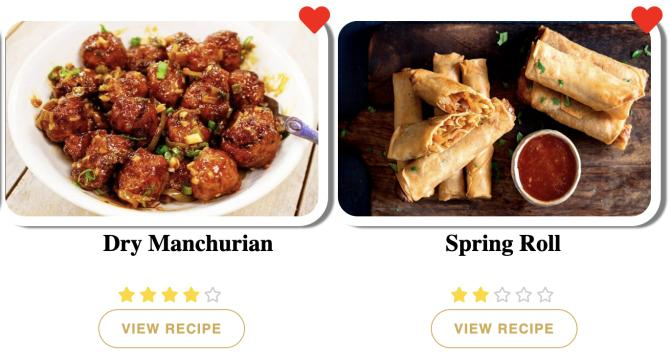 Dry Manchurian
VIEW RECIPE
Spring Roll
VIEW RECIPE